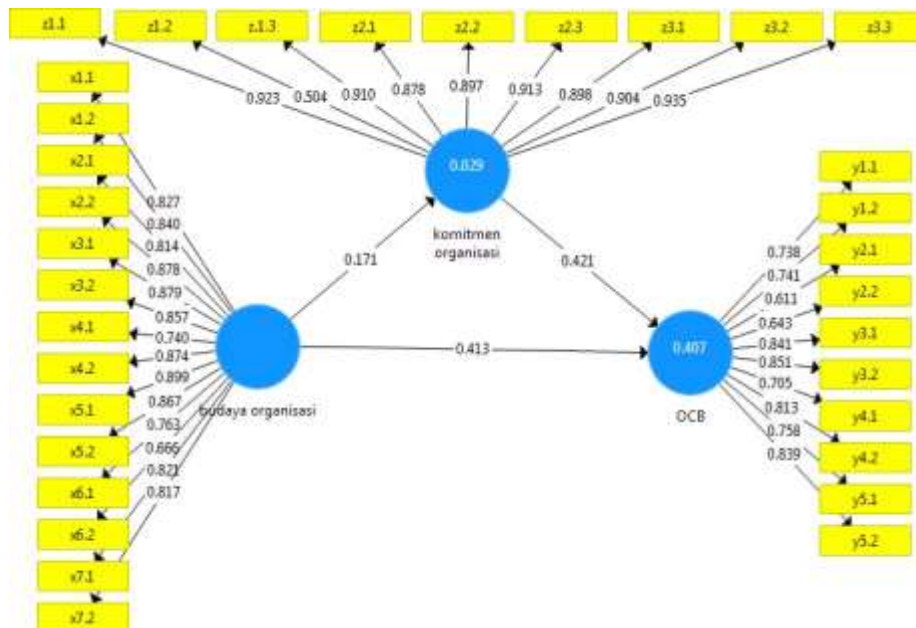 z1.1
z1.2
z.1.3
z2.1
z2.2
z2.3
z3.1
z3.2
z3.3
0.923
0.504
0.910
0.878
0.897
0.913
0.898
0.904
0.935
x1.1
x1.2
x2.1
x2.2
x3.1
x3.2
x4.1
x4.2
x5.1
x5.2
x6.1
x6.2
x7.1
x7.2
0.827
0.840
0.814
0.878
0.879
0.857
0.740
0.874
0.899
0.867
0.763
0.666
0.821
0.817
0.029
komitmen
organisasi
0.171
0.421
0.413
budaya organisasi
0.407
OCB
0.738
0.741
0.611
0.643
0.841
0.851
0.705
0.813
0.758
0.839
y1.1
y1.2
y2.1
y2.2
y3.1
y3.2
y4.1
y4.2
y5.1
y5.2